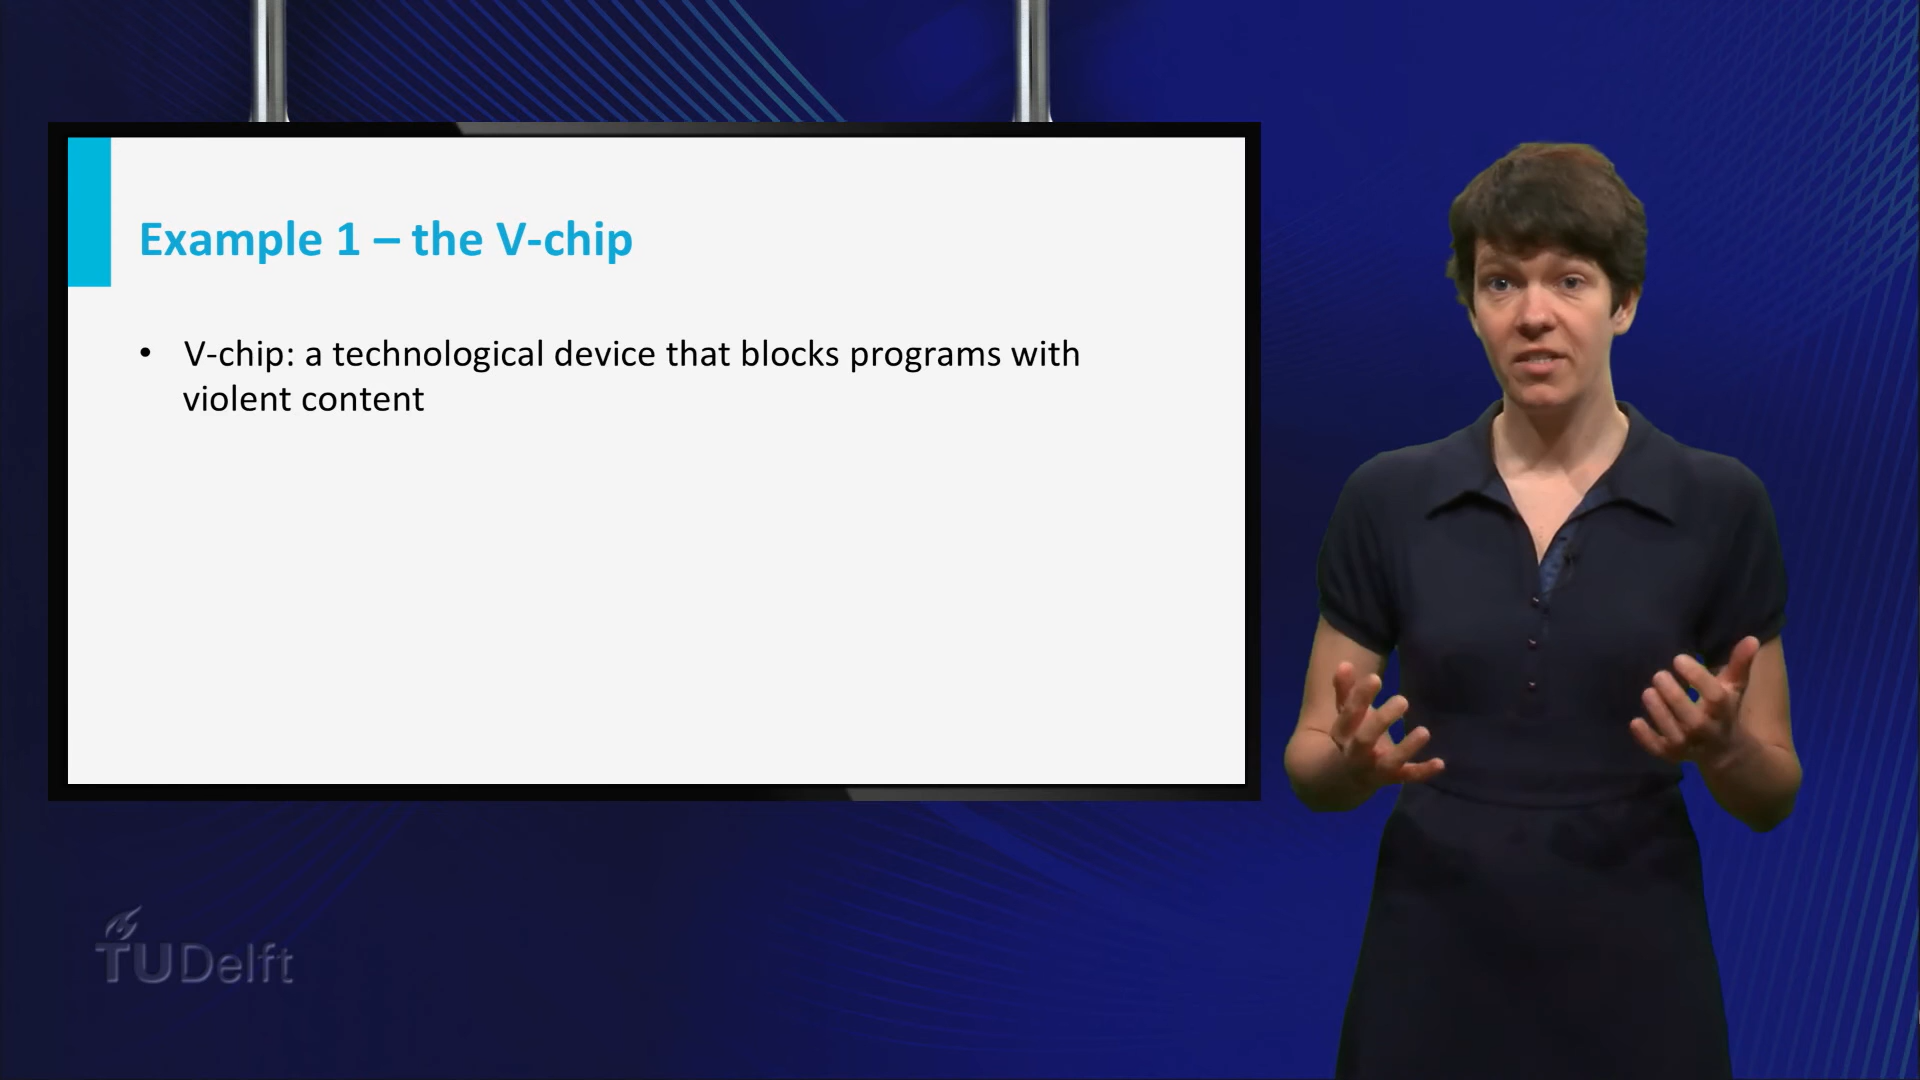 Example 1 – the V-chip
• V-chip: a technological device that blocks programs with
violent content
TUDelft